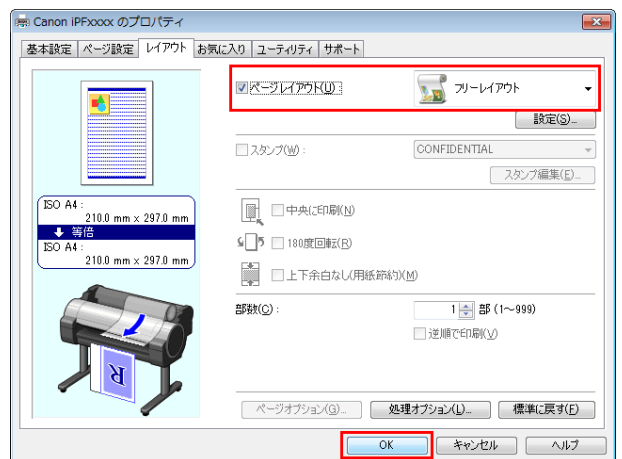 Canon iPFxxxx のプロパティ
基本設定 ページ設定 レイアウト お気に入り ユーティリティ サポート
ページレイアウト(U) : フリーレイアウト
設定(S)...
スタンプ(W) : CONFIDENTIAL
スタンプ編集(E)...
ISO A4 :
210.0 mm x 297.0 mm
等倍
ISO A4 :
210.0 mm x 297.0 mm
中央に印刷(N)
180度回転(R)
上下余白なし(用紙節約)(M)
部数(C) : 1 部 (1～999)
逆順で印刷(V)
R
ページオプション(G)... 処理オプション(L)... 標準に戻す(F)
OK キャンセル ヘルプ